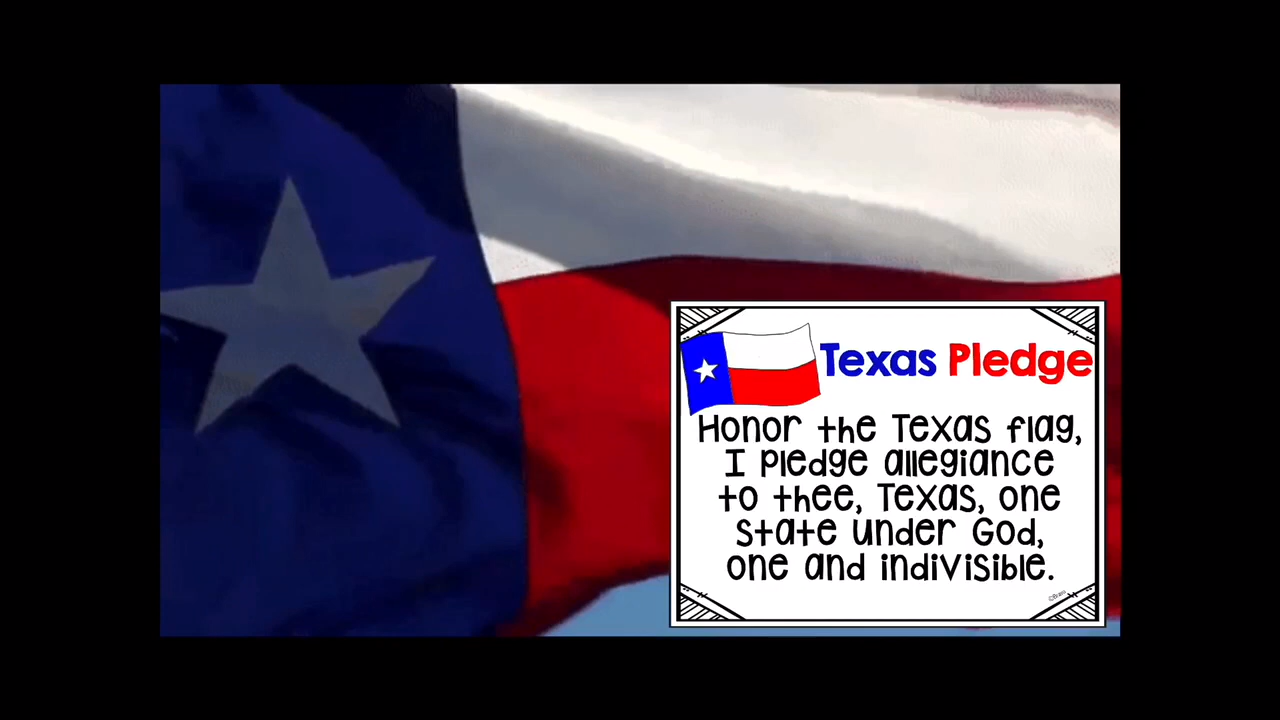 Texas Pledge
Honor the Texas flag,
I pledge allegiance
to thee, Texas, one
state under God,
one and indivisible.